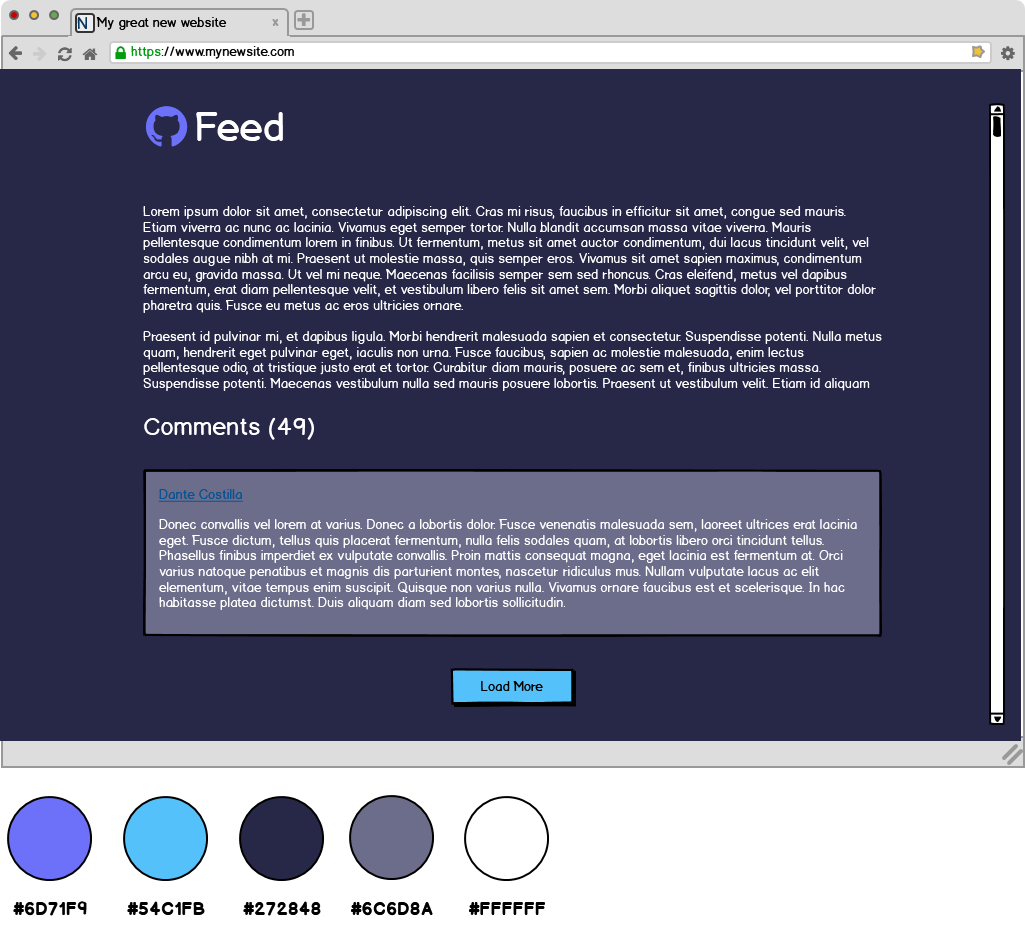 N My great new website x
https://www.mynewsite.com
Feed
Lorem ipsum dolor sit amet, consectetur adipiscing elit. Cras mi risus, faucibus in efficitur sit amet, congue sed mauris.
Etiam viverra ac nunc ac lacinia. Vivamus eget semper tortor. Nulla blandit accumsan massa vitae viverra. Mauris
pellentesque condimentum lorem in finibus. Ut fermentum, metus sit amet auctor condimentum, dui lacus tincidunt velit, vel
sodales augue nibh at mi. Praesent ut molestie massa, quis semper eros. Vivamus sit amet sapien maximus, condimentum
arcu eu, gravida massa. Ut vel mi neque. Maecenas facilisis semper sem sed rhoncus. Cras eleifend, metus vel dapibus
fermentum, erat diam pellentesque velit, et vestibulum libero felis sit amet sem. Morbi aliquet sagittis dolor, vel porttitor dolor
pharetra quis. Fusce eu metus ac eros ultricies ornare.
Praesent id pulvinar mi, et dapibus ligula. Morbi hendrerit malesuada sapien et consectetur. Suspendisse potenti. Nulla metus
quam, hendrerit eget pulvinar eget, iaculis non urna. Fusce faucibus, sapien ac molestie malesuada, enim lectus
pellentesque odio, at tristique justo erat et tortor. Curabitur diam mauris, posuere ac sem et, finibus ultricies massa.
Suspendisse potenti. Maecenas vestibulum nulla sed mauris posuere lobortis. Praesent ut vestibulum velit. Etiam id aliquam
Comments (49)
Dante Costilla
Donec convallis vel lorem at varius. Donec a lobortis dolor. Fusce venenatis malesuada sem, laoreet ultrices erat lacinia
eget. Fusce dictum, tellus quis placerat fermentum, nulla felis sodales quam, at lobortis libero orci tincidunt tellus.
Phasellus finibus imperdiet ex vulputate convallis. Proin mattis consequat magna, eget lacinia est fermentum at. Orci
varius natoque penatibus et magnis dis parturient montes, nascetur ridiculus mus. Nullam vulputate lacus ac elit
elementum, vitae tempus enim suscipit. Quisque non varius nulla. Vivamus ornare faucibus est et scelerisque. In hac
habitasse platea dictumst. Duis aliquam diam sed lobortis sollicitudin.
Load More
#6D71F9 #54C1FB #272848 #6C6D8A #FFFFFF